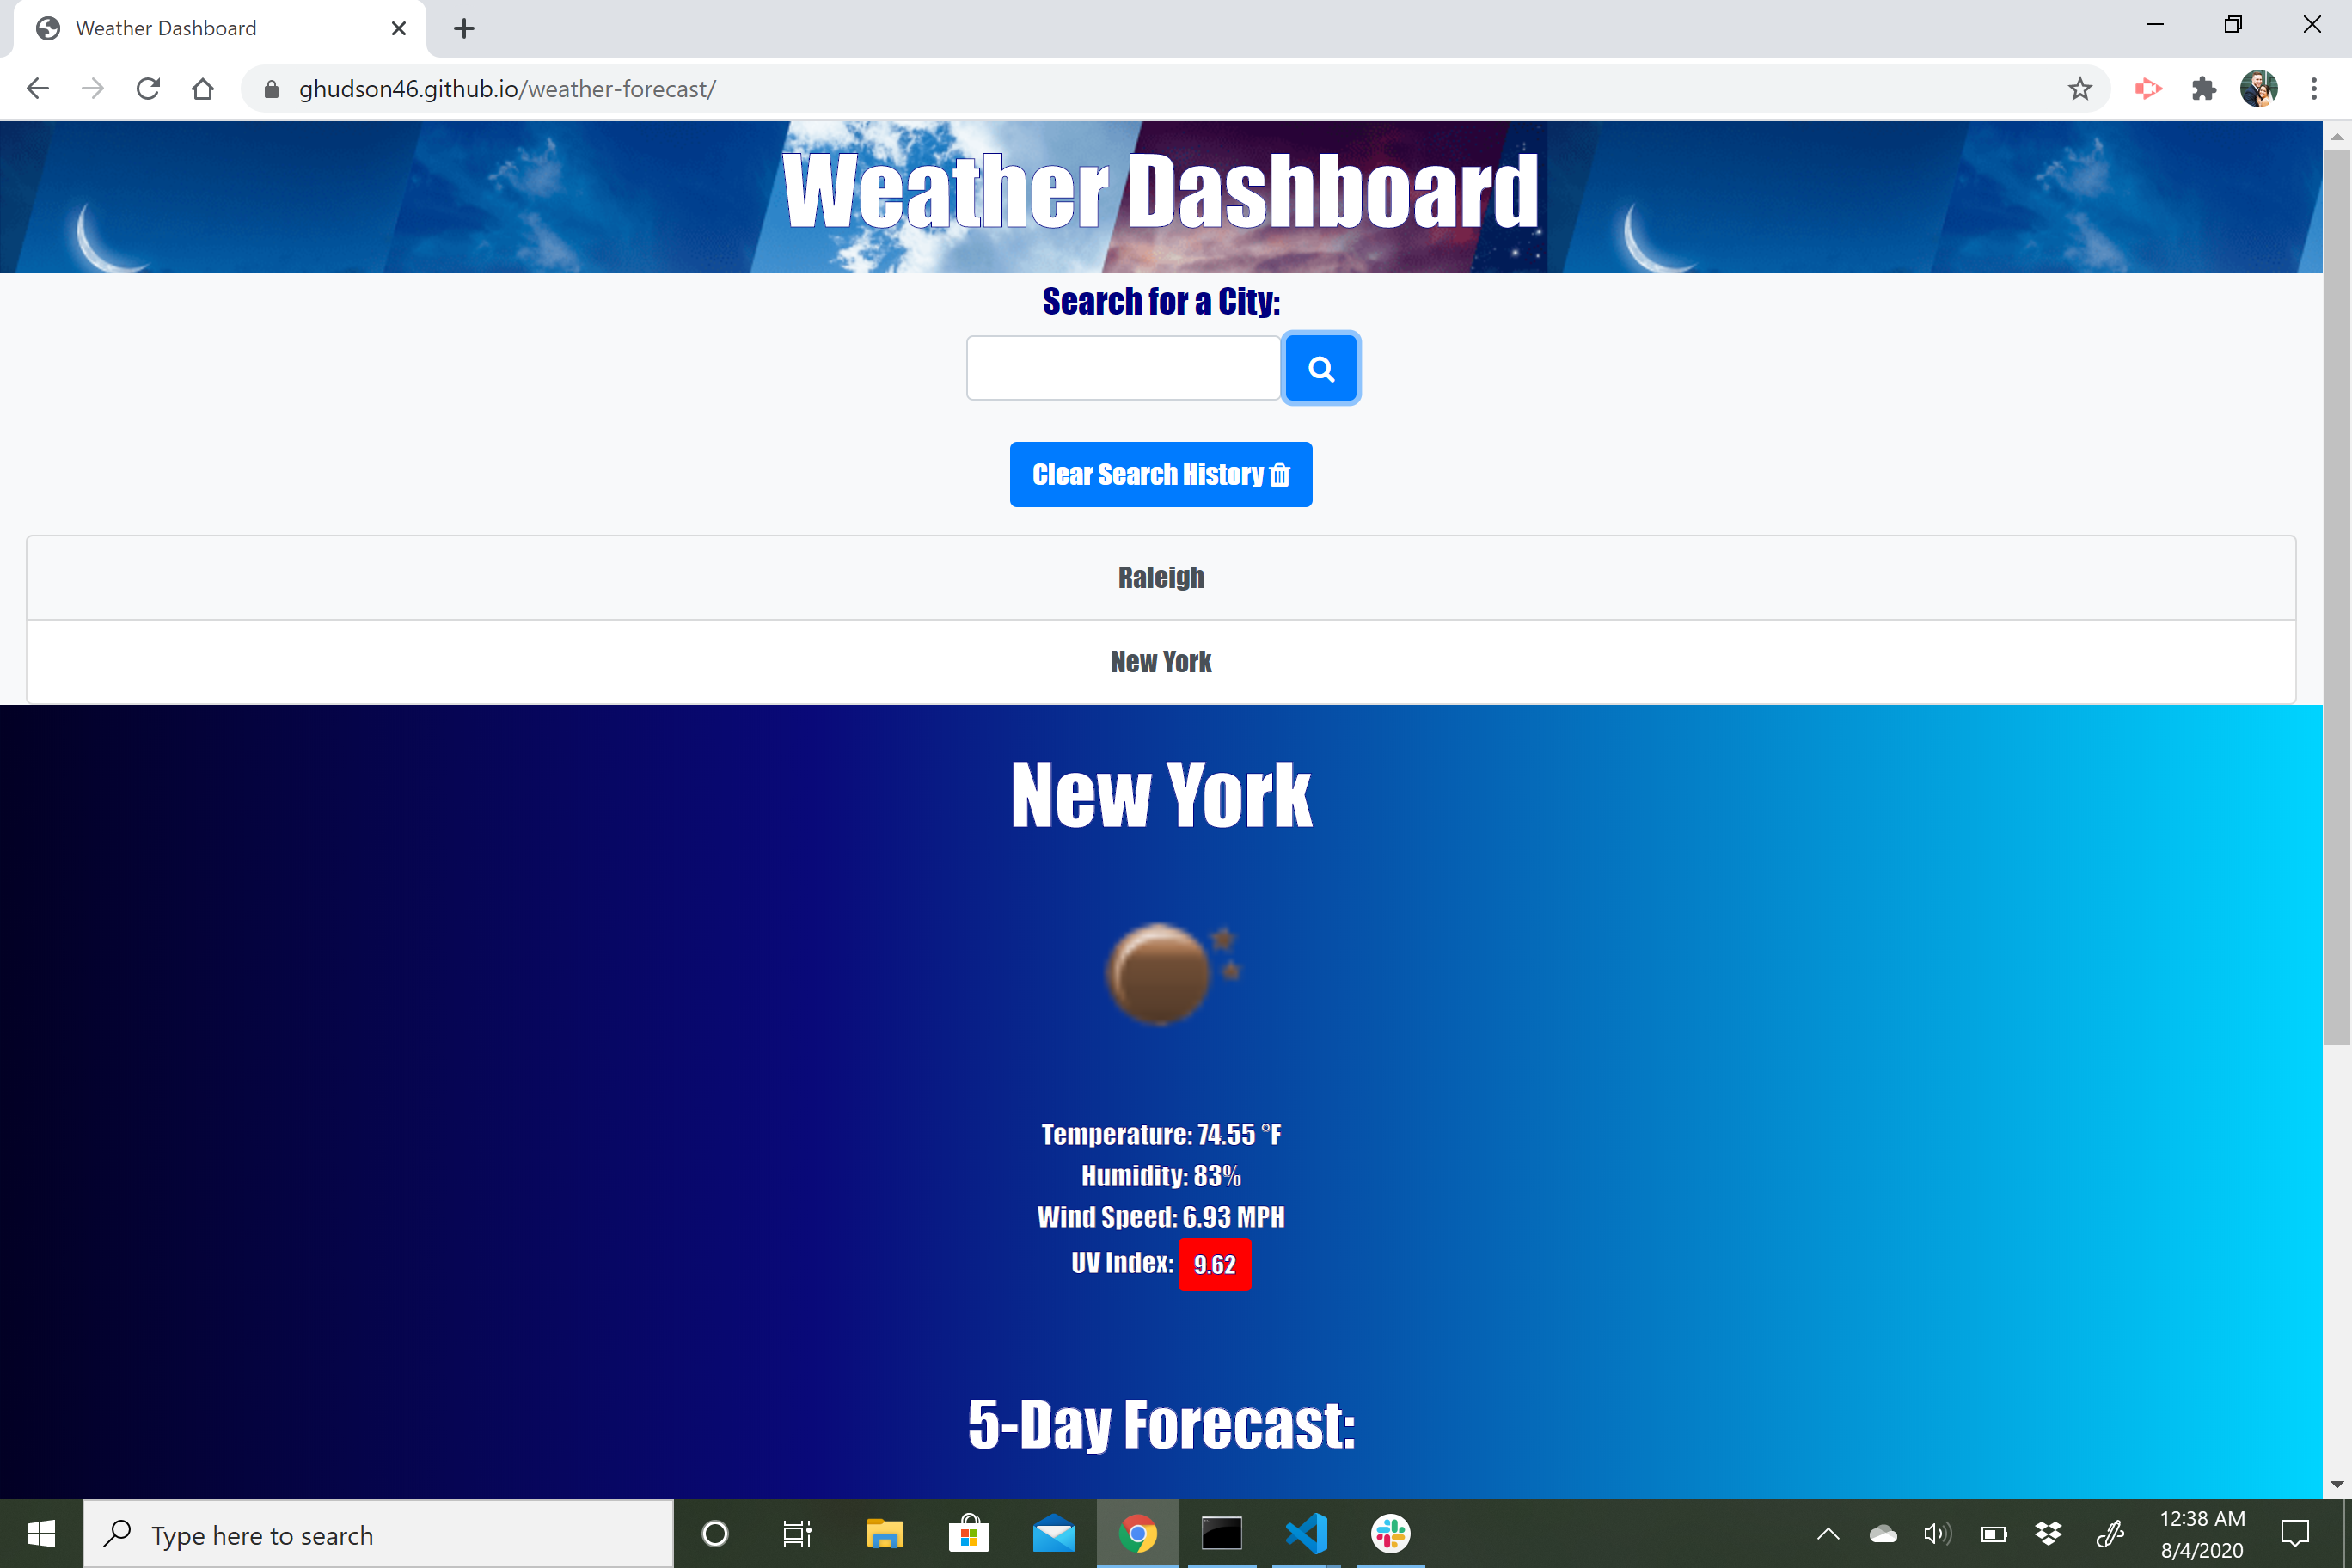 Weather Dashboard
ghudson46.github.io/weather-forecast/
Weather Dashboard
Search for a City:
Clear Search History
Raleigh
New York
New York
Temperature: 74.55 °F
Humidity: 83%
Wind Speed: 6.93 MPH
UV Index: 9.62
5-Day Forecast:
Type here to search
12:38 AM
8/4/2020